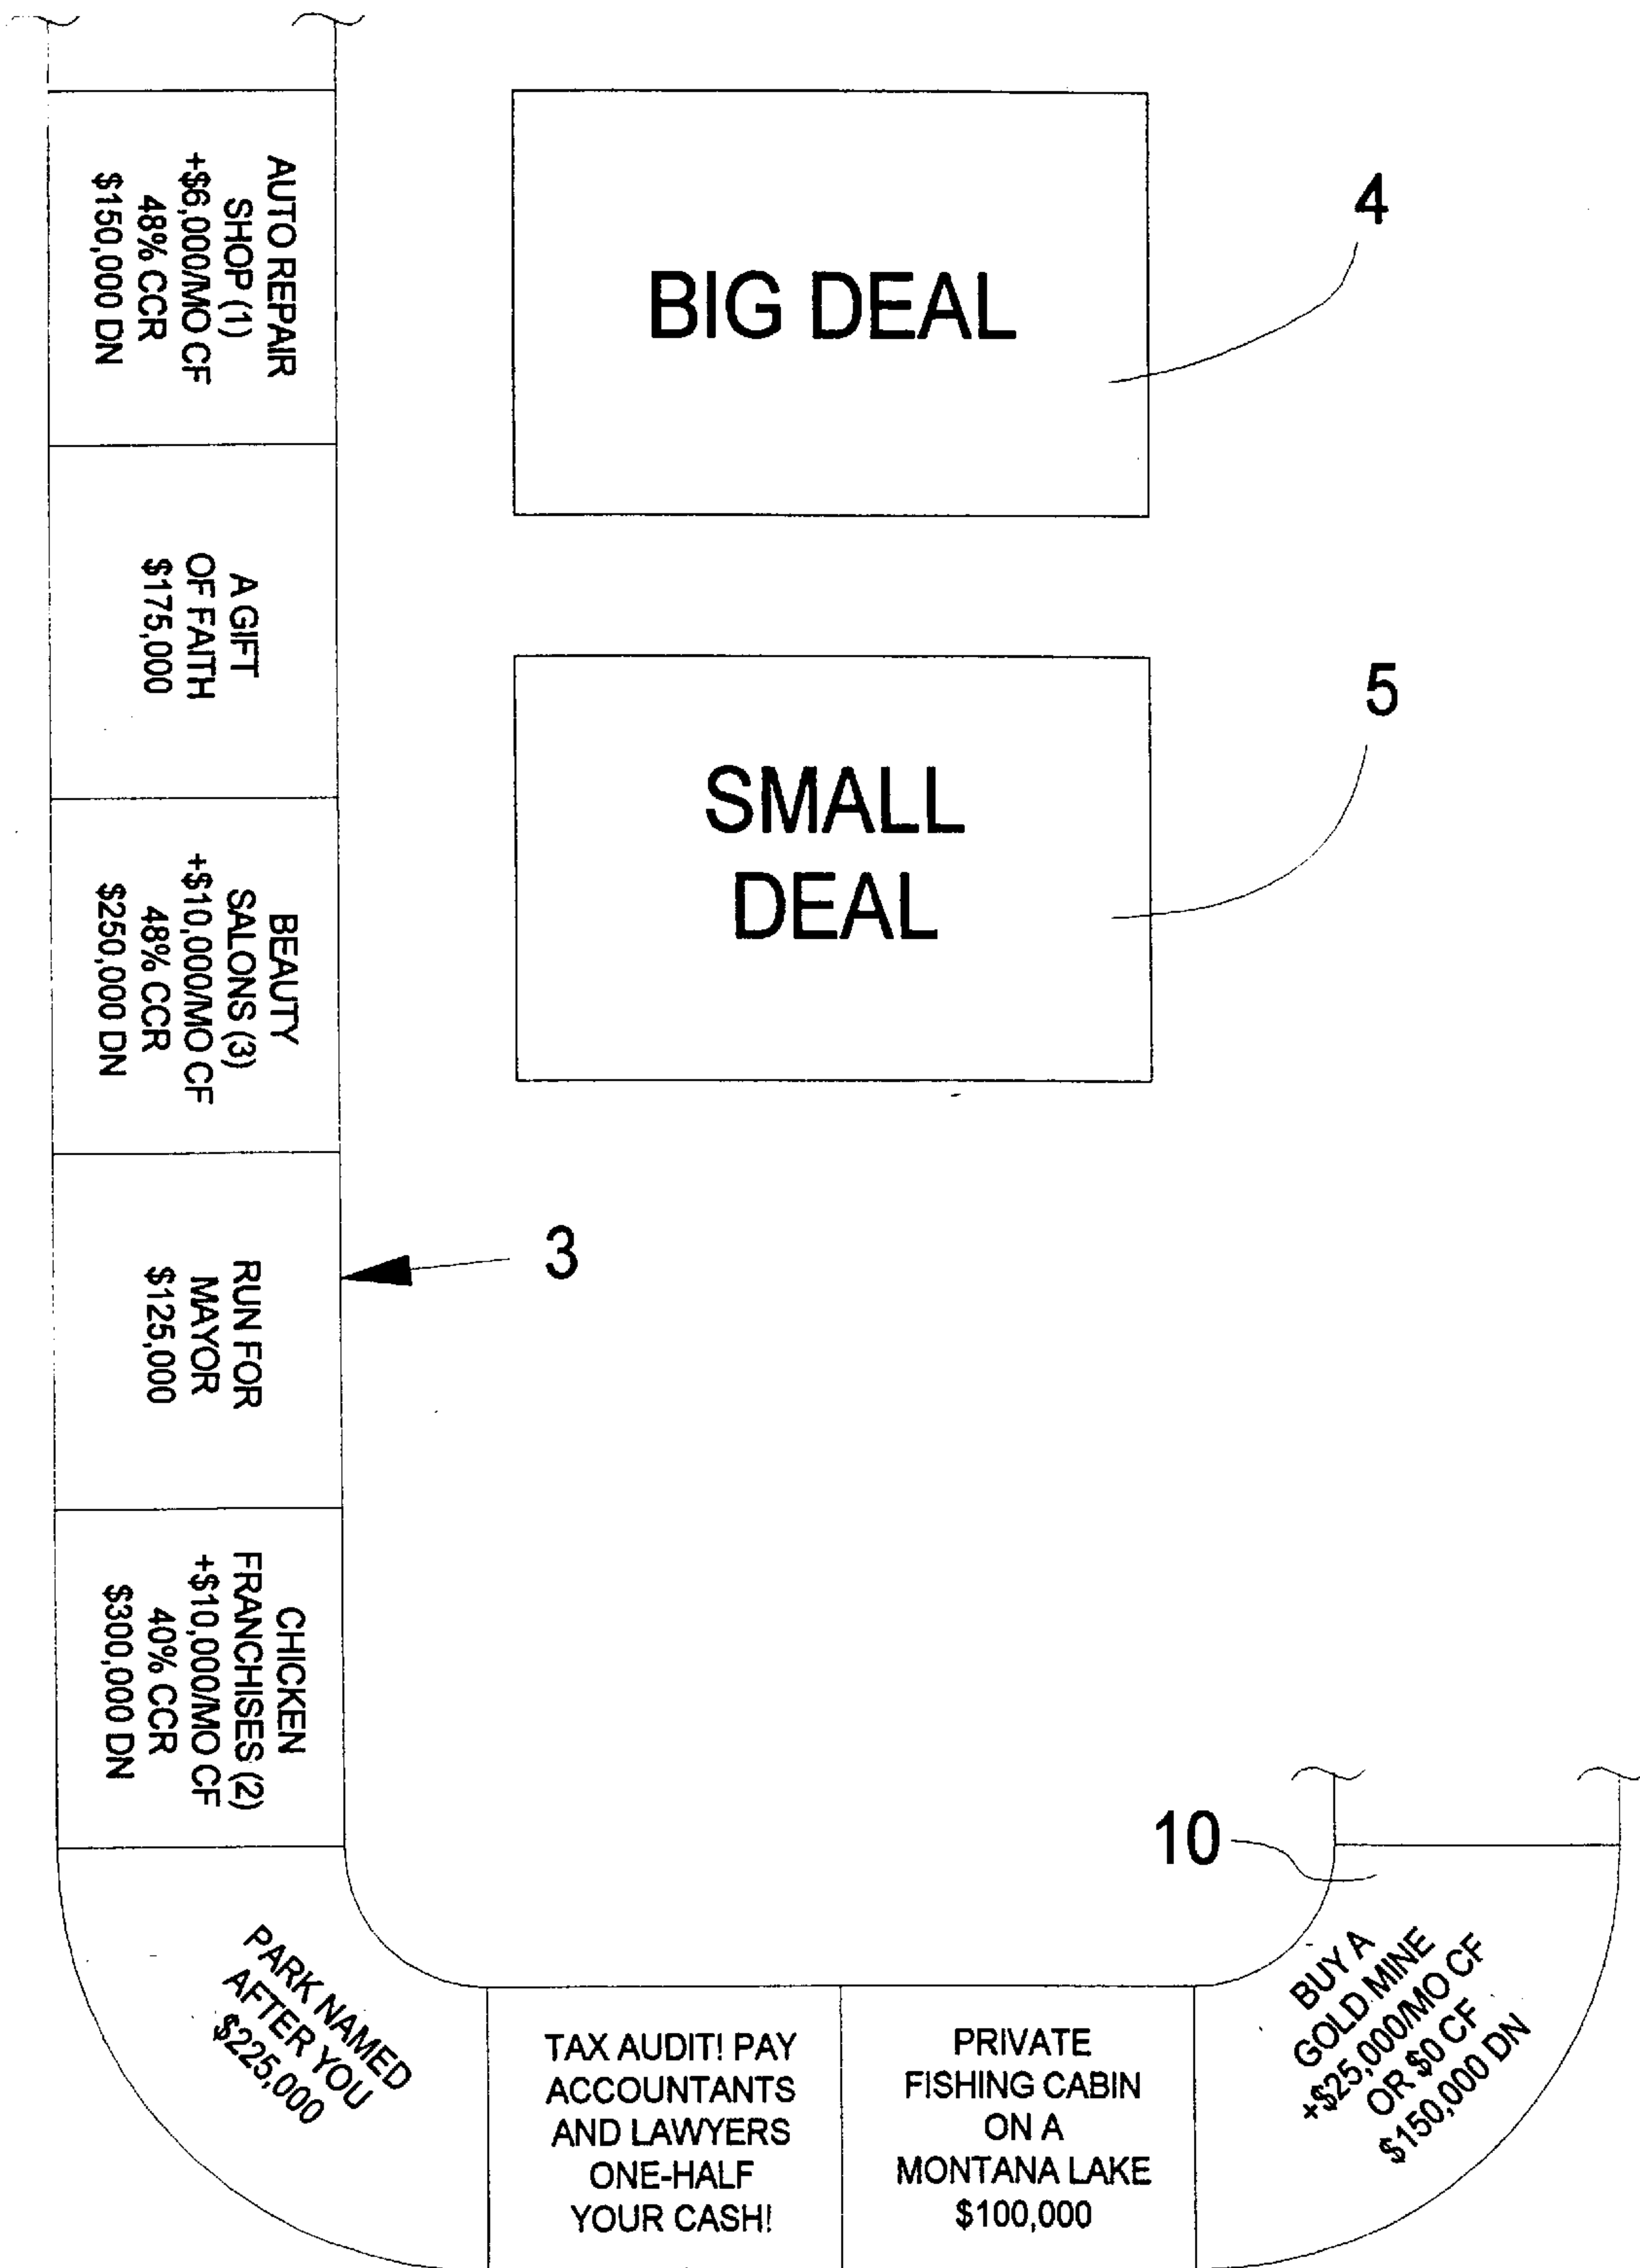 AUTO REPAIR
SHOP (1)
+$6,000/MO CF
48% CCR
$150,000 DN
BIG DEAL
4
A GIFT
OF FAITH
$175,000
SMALL
DEAL
5
BEAUTY
SALONS (3)
+$10,000/MO CF
48% CCR
$250,000 DN
RUN FOR
MAYOR
$125,000
3
CHICKEN
FRANCHISES (2)
+$10,000/MO CF
40% CCR
$300,000 DN
10
PARK NAMED
AFTER YOU
$225,000
TAX AUDIT! PAY
ACCOUNTANTS
AND LAWYERS
ONE-HALF
YOUR CASH!
PRIVATE
FISHING CABIN
ON A
MONTANA LAKE
$100,000
BUY A
GOLD MINE
+$25,000/MO CF
OR $0 CF
$150,000 DN